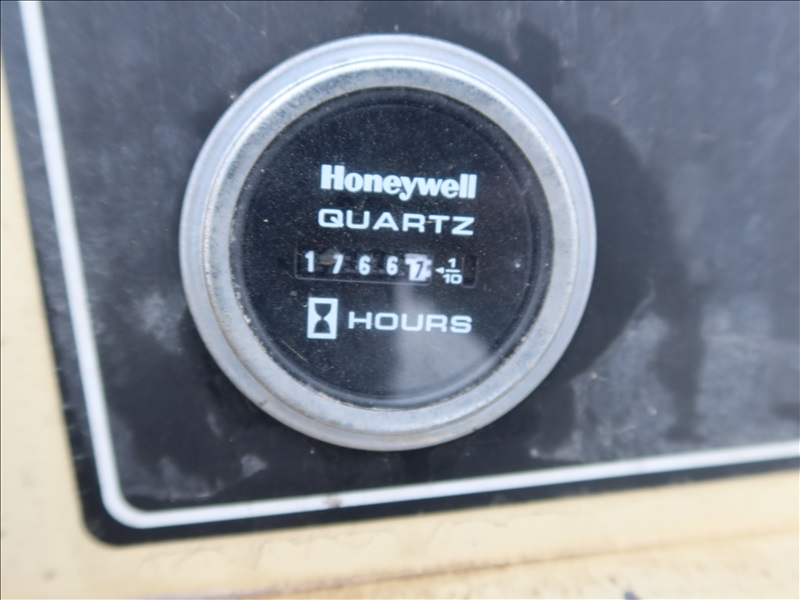 Honeywell
QUARTZ
1 7 6 6 7 ◄ 1/10
HOURS